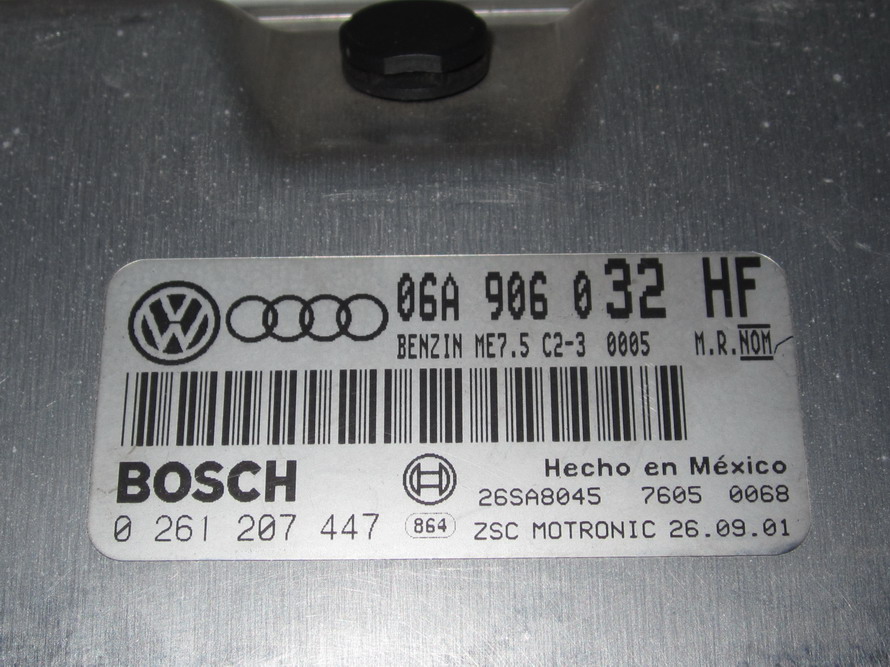 06A 906 032 HF
BENZIN ME7.5 C2-3 0005 M.R.NOM
BOSCH
Hecho en México
26SA8045 7605 0068
0 261 207 447 864 ZSC MOTRONIC 26.09.01